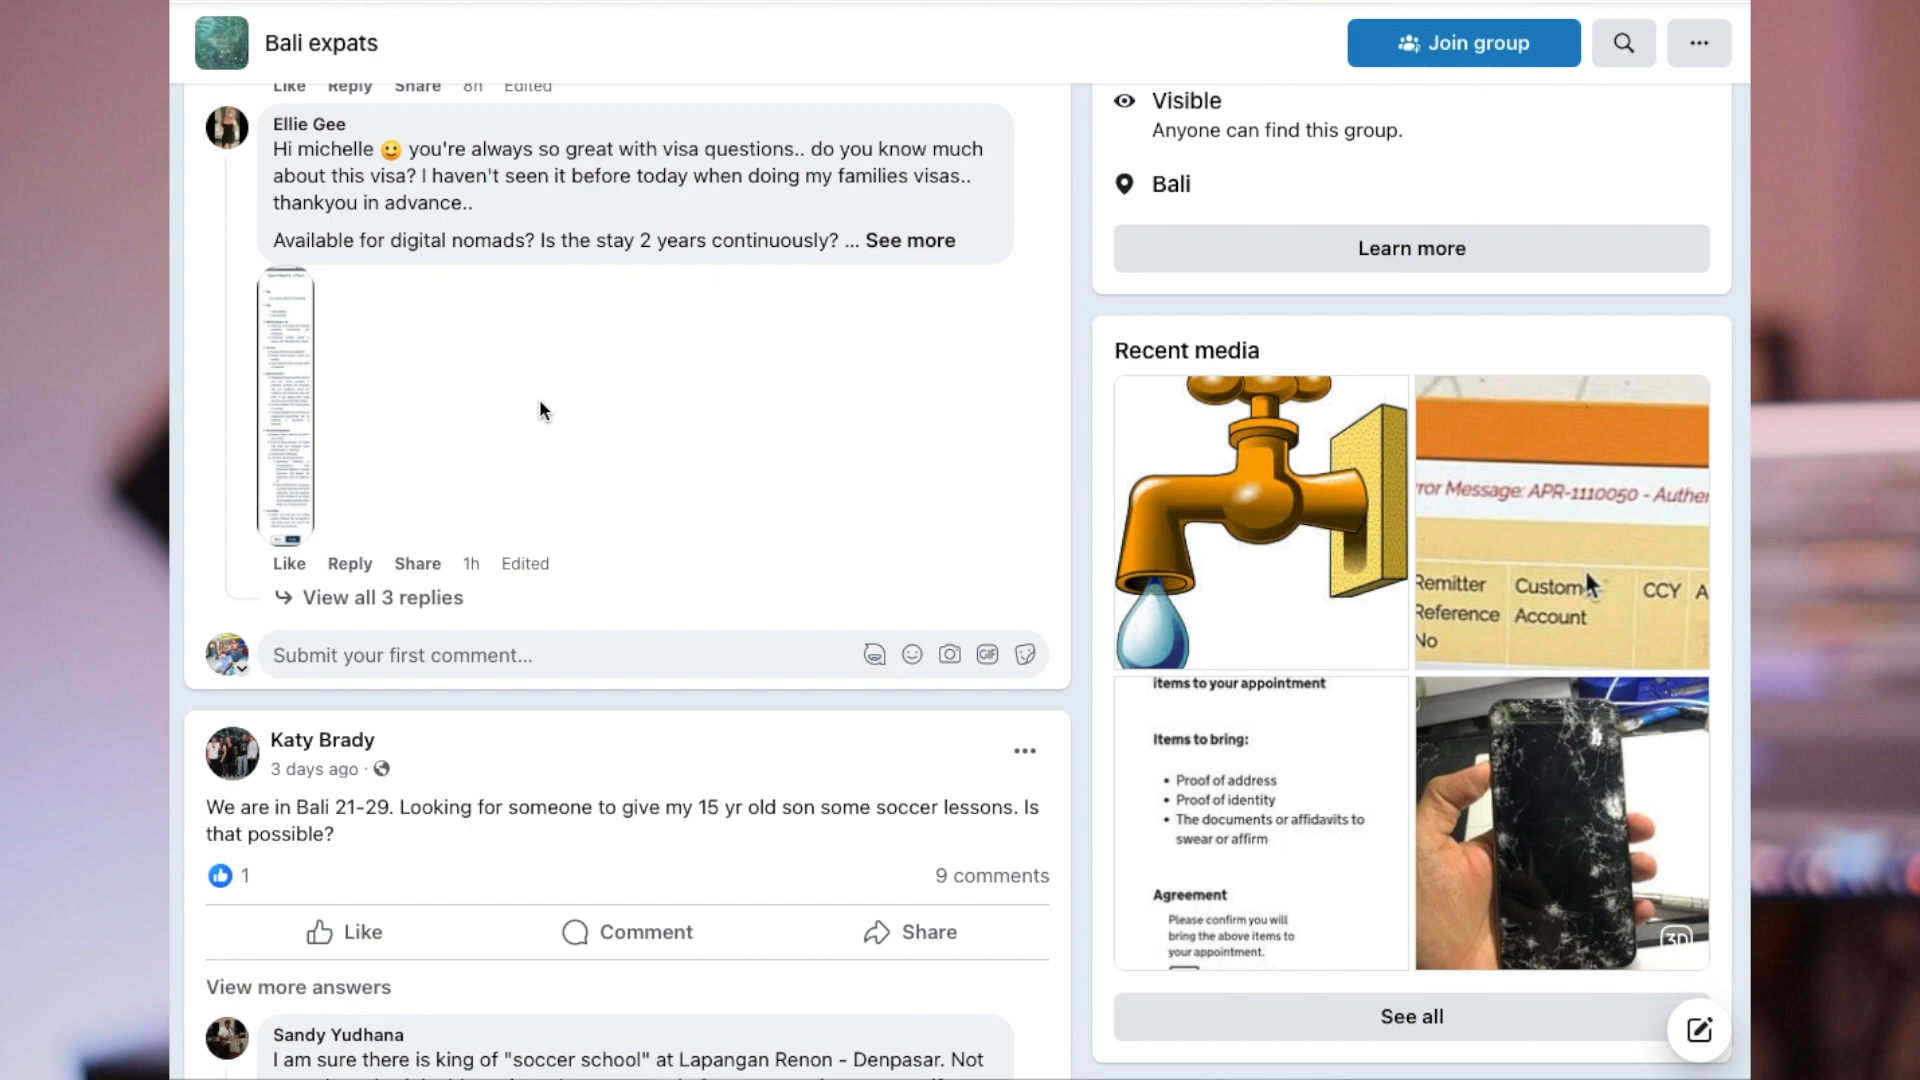 Bali expats
Join group
Like Reply Share 8h Edited
Ellie Gee
Hi michelle 🙂 you're always so great with visa questions.. do you know much
about this visa? I haven't seen it before today when doing my families visas..
thankyou in advance..
Available for digital nomads? Is the stay 2 years continuously? ... See more
Like Reply Share 1h Edited
View all 3 replies
Submit your first comment...
GIF
Katy Brady
3 days ago ·
We are in Bali 21-29. Looking for someone to give my 15 yr old son some soccer lessons. Is
that possible?
1
9 comments
Like
Comment
Share
View more answers
Sandy Yudhana
I am sure there is king of "soccer school" at Lapangan Renon - Denpasar. Not
Visible
Anyone can find this group.
Bali
Learn more
Recent media
ror Message: APR-1110050 - Auther
Remitter
Reference
No
Custom
Account
CCY
A
items to your appointment
Items to bring:
• Proof of address
• Proof of identity
• The documents or affidavits to
swear or affirm
Agreement
Please confirm you will
bring the above items to
your appointment.
3D
See all